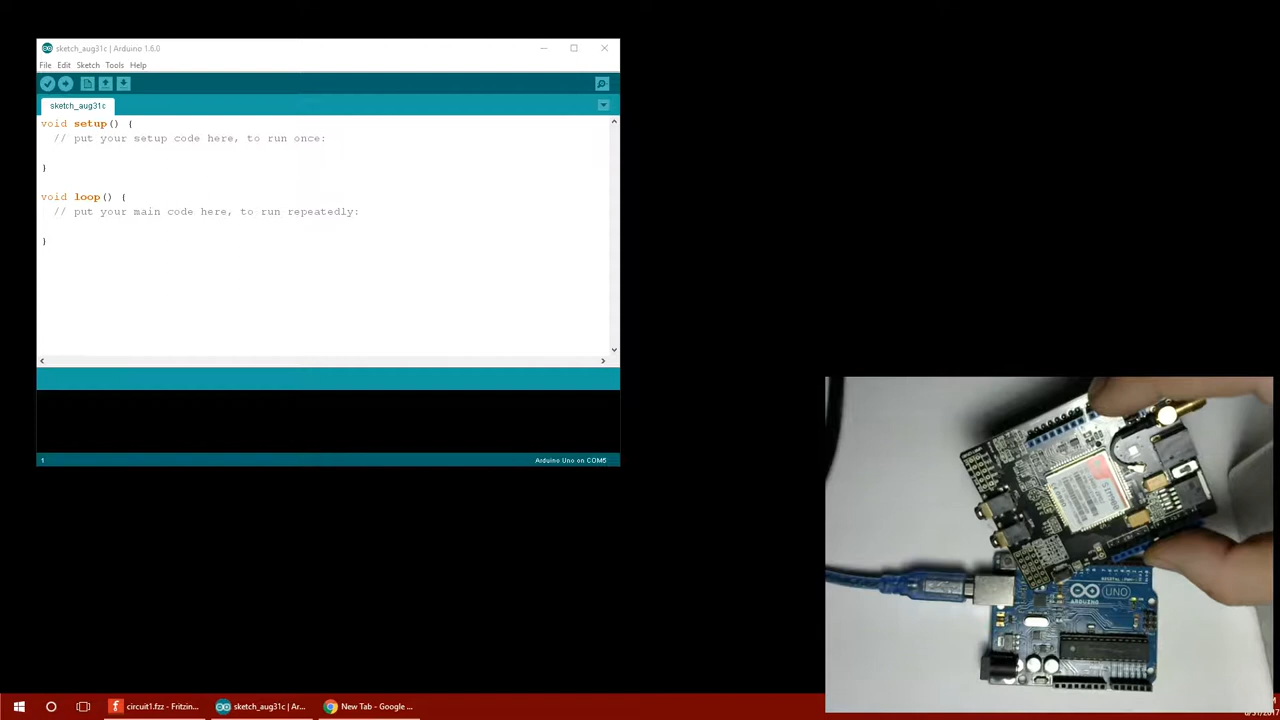 sketch_aug31c | Arduino 1.6.0
File Edit Sketch Tools Help
sketch_aug31c
void setup() {
// put your setup code here, to run once:
}
void loop() {
// put your main code here, to run repeatedly:
}
1
Arduino Uno on COM5
ARDUINO
UNO
circuit1.fzz - Fritzin...
sketch_aug31c | Ar...
New Tab - Google ...